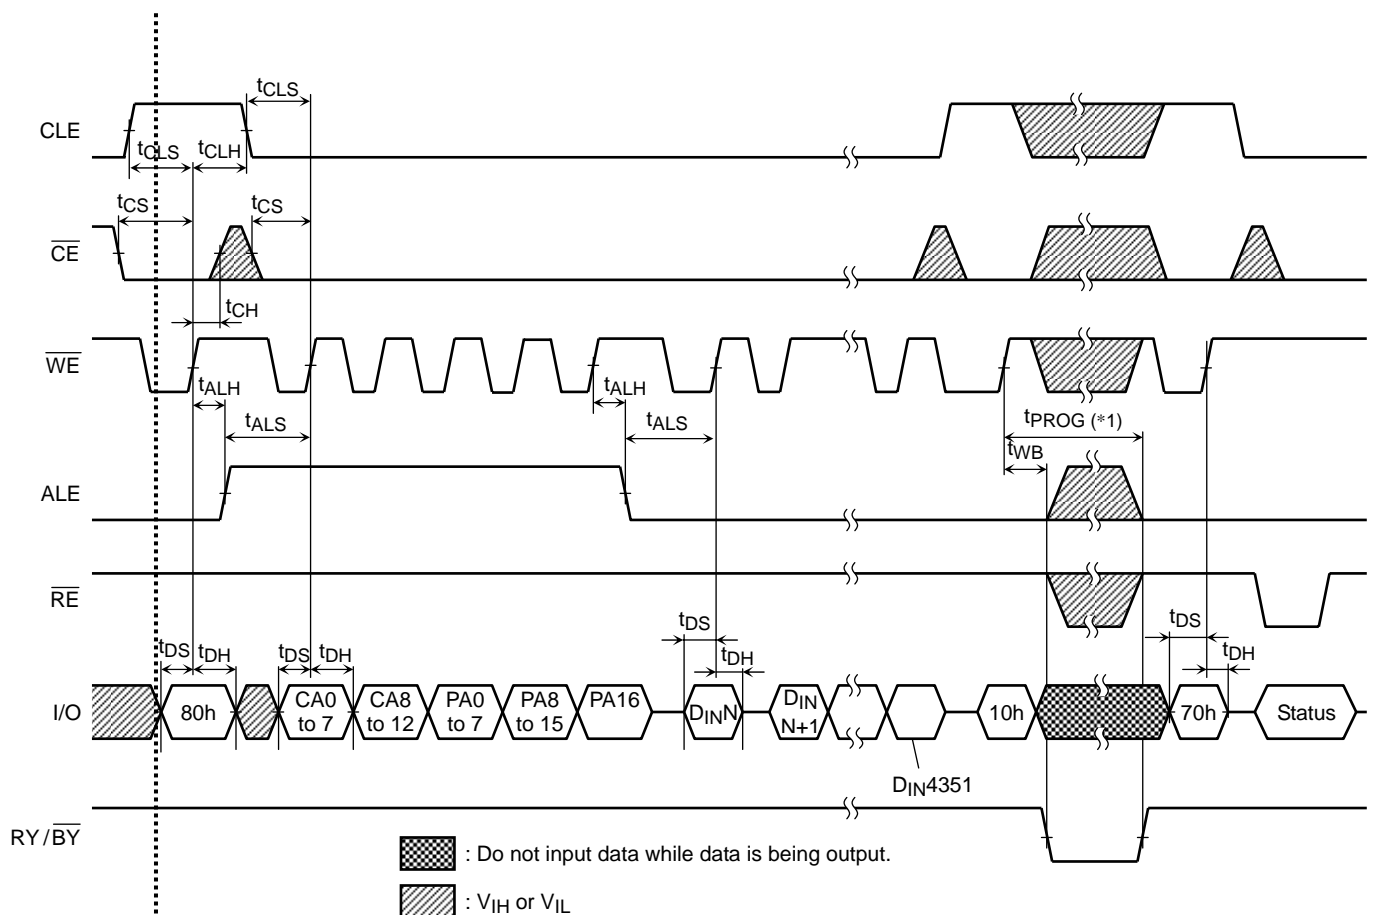 tCLS
CLE
tCLS tCLH
tCS tCS
CE
tCH
WE
tALH tALH
tALS tALS tPROG (*1)
tWB
ALE
RE
tDS tDS
tDS tDH tDS tDH tDH tDH
I/O 80h CA0 to 7 CA8 to 12 PA0 to 7 PA8 to 15 PA16 DINN DIN N+1 10h 70h Status
DIN4351
RY/BY
: Do not input data while data is being output.
: VIH or VIL